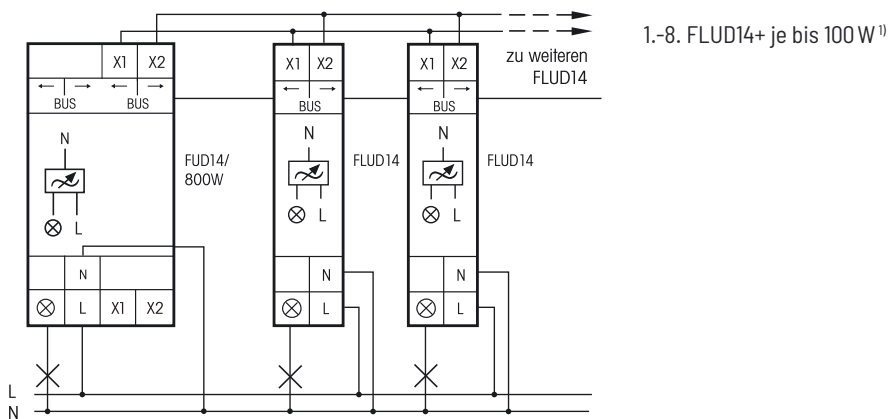 1.-8. FLUD14+ je bis 100 W 1)
X1 X2
X1 X2
X1 X2
zu weiteren
FLUD14
BUS BUS
BUS
BUS
N
N
N
FUD14/
800W
FLUD14
FLUD14
L
L
L
N
N
N
L X1 X2
L
L
L
N